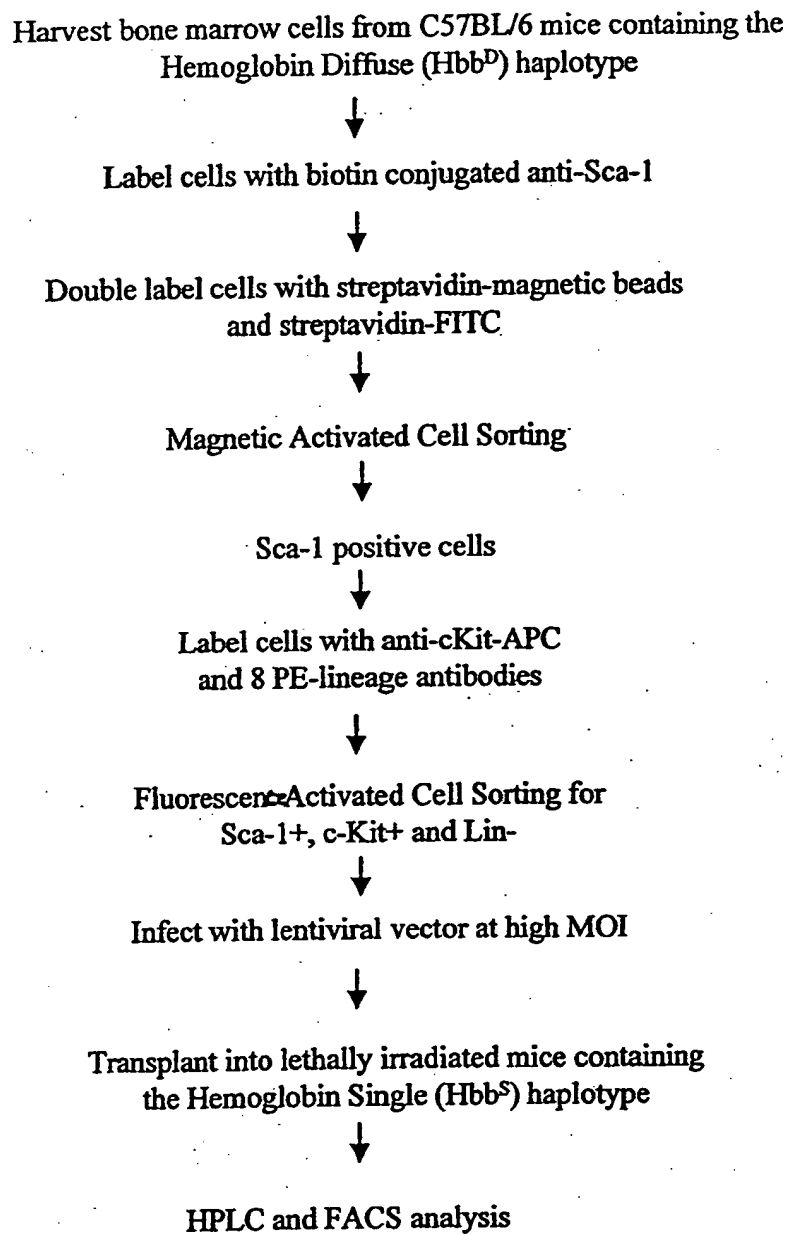 Harvest bone marrow cells from C57BL/6 mice containing the
Hemoglobin Diffuse (Hbbᴰ) haplotype
Label cells with biotin conjugated anti-Sca-1
Double label cells with streptavidin-magnetic beads
and streptavidin-FITC
Magnetic Activated Cell Sorting
Sca-1 positive cells
Label cells with anti-cKit-APC
and 8 PE-lineage antibodies
Activated Cell Sorting for
Sca-1+, c-Kit+ and Lin-
Infect with lentiviral vector at high MOI
Transplant into lethally irradiated mice containing
the Hemoglobin Single (Hbbˢ) haplotype
HPLC and FACS analysis